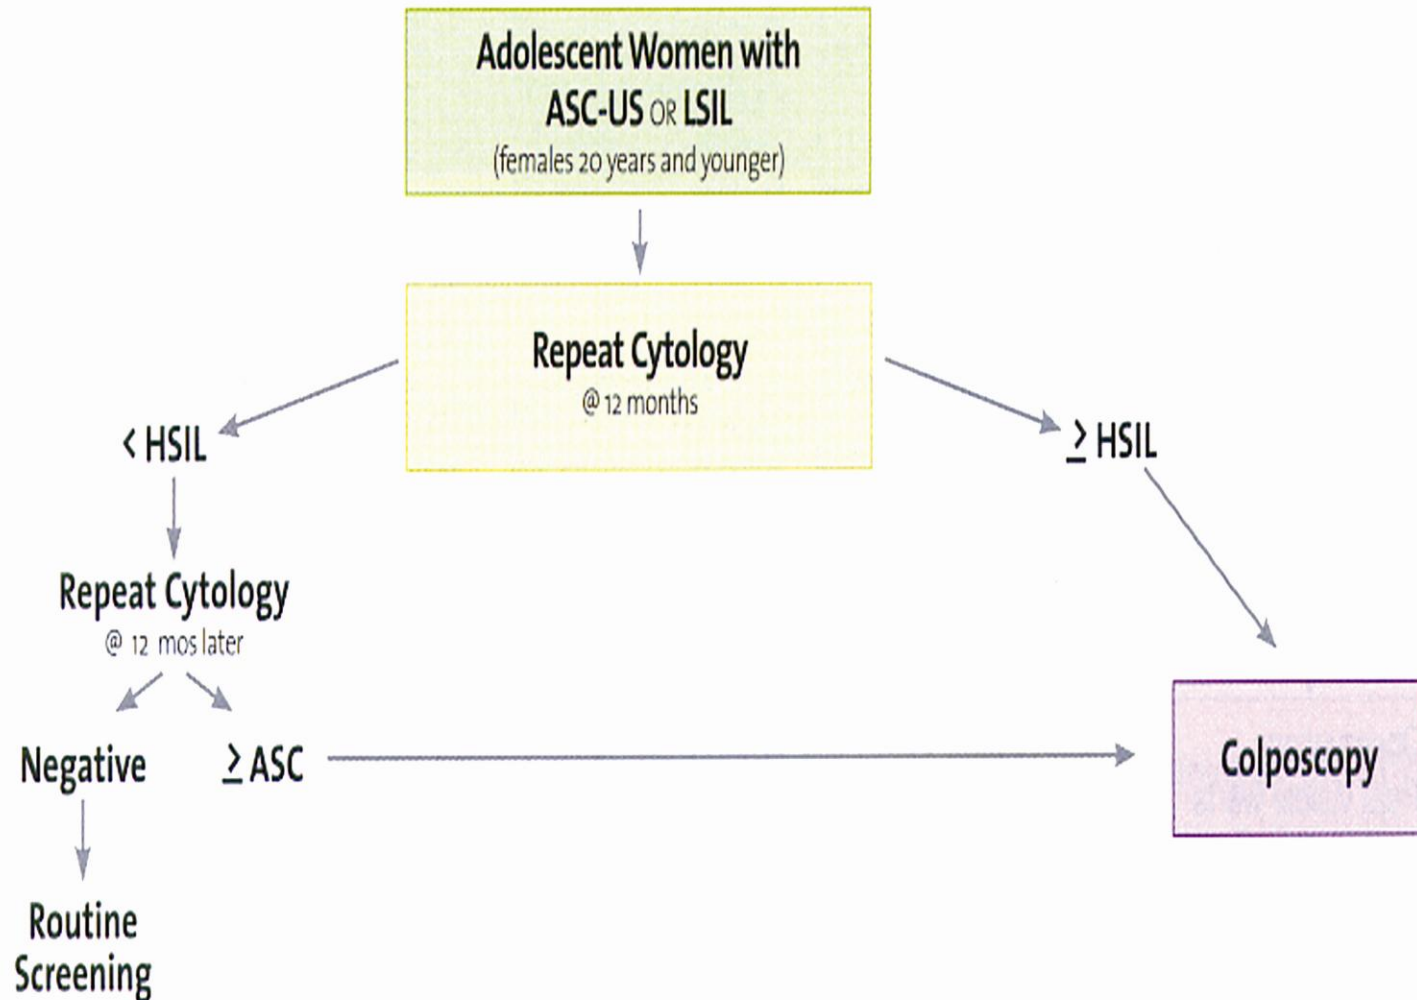 Adolescent Women with
ASC-US OR LSIL
(females 20 years and younger)
Repeat Cytology
@ 12 months
< HSIL
≥ HSIL
Repeat Cytology
@ 12 mos later
Negative
≥ ASC
Colposcopy
Routine
Screening